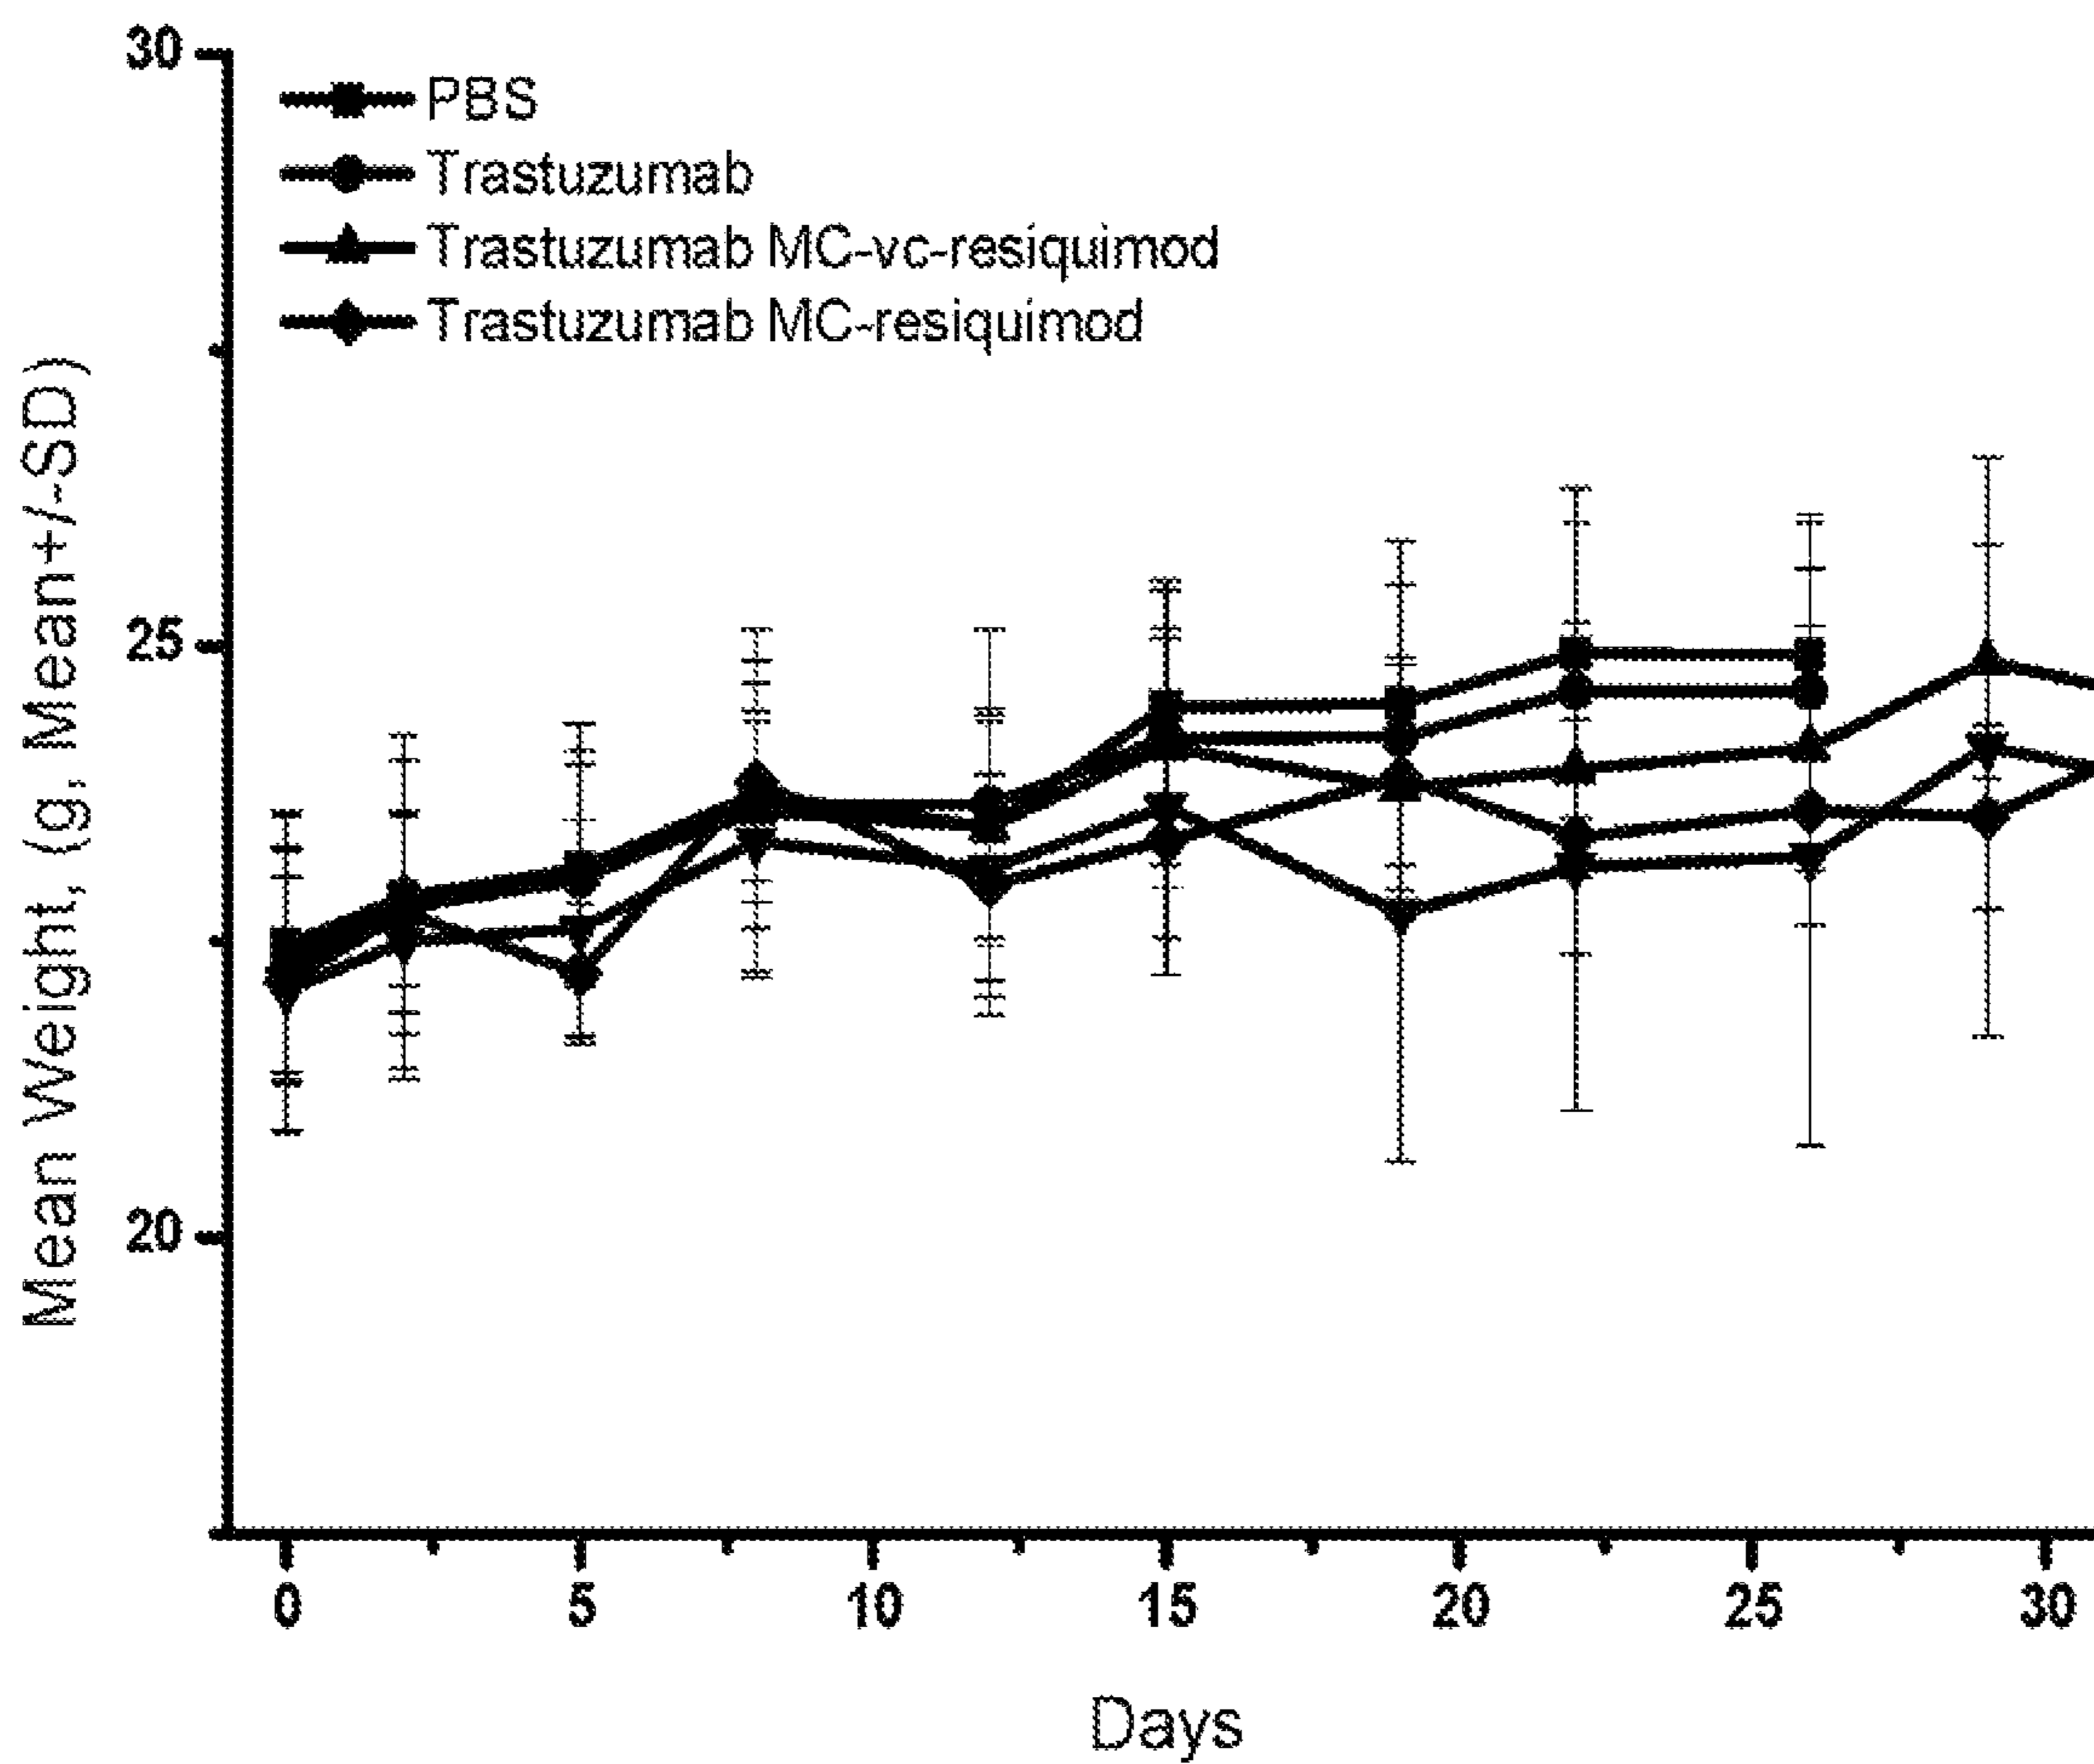 30
PBS
Trastuzumab
Trastuzumab MC-vc-resiquimod
Trastuzumab MC-resiquimod
Mean Weight, (g, Mean+/-SD)
25
20
0 5 10 15 20 25 30
Days